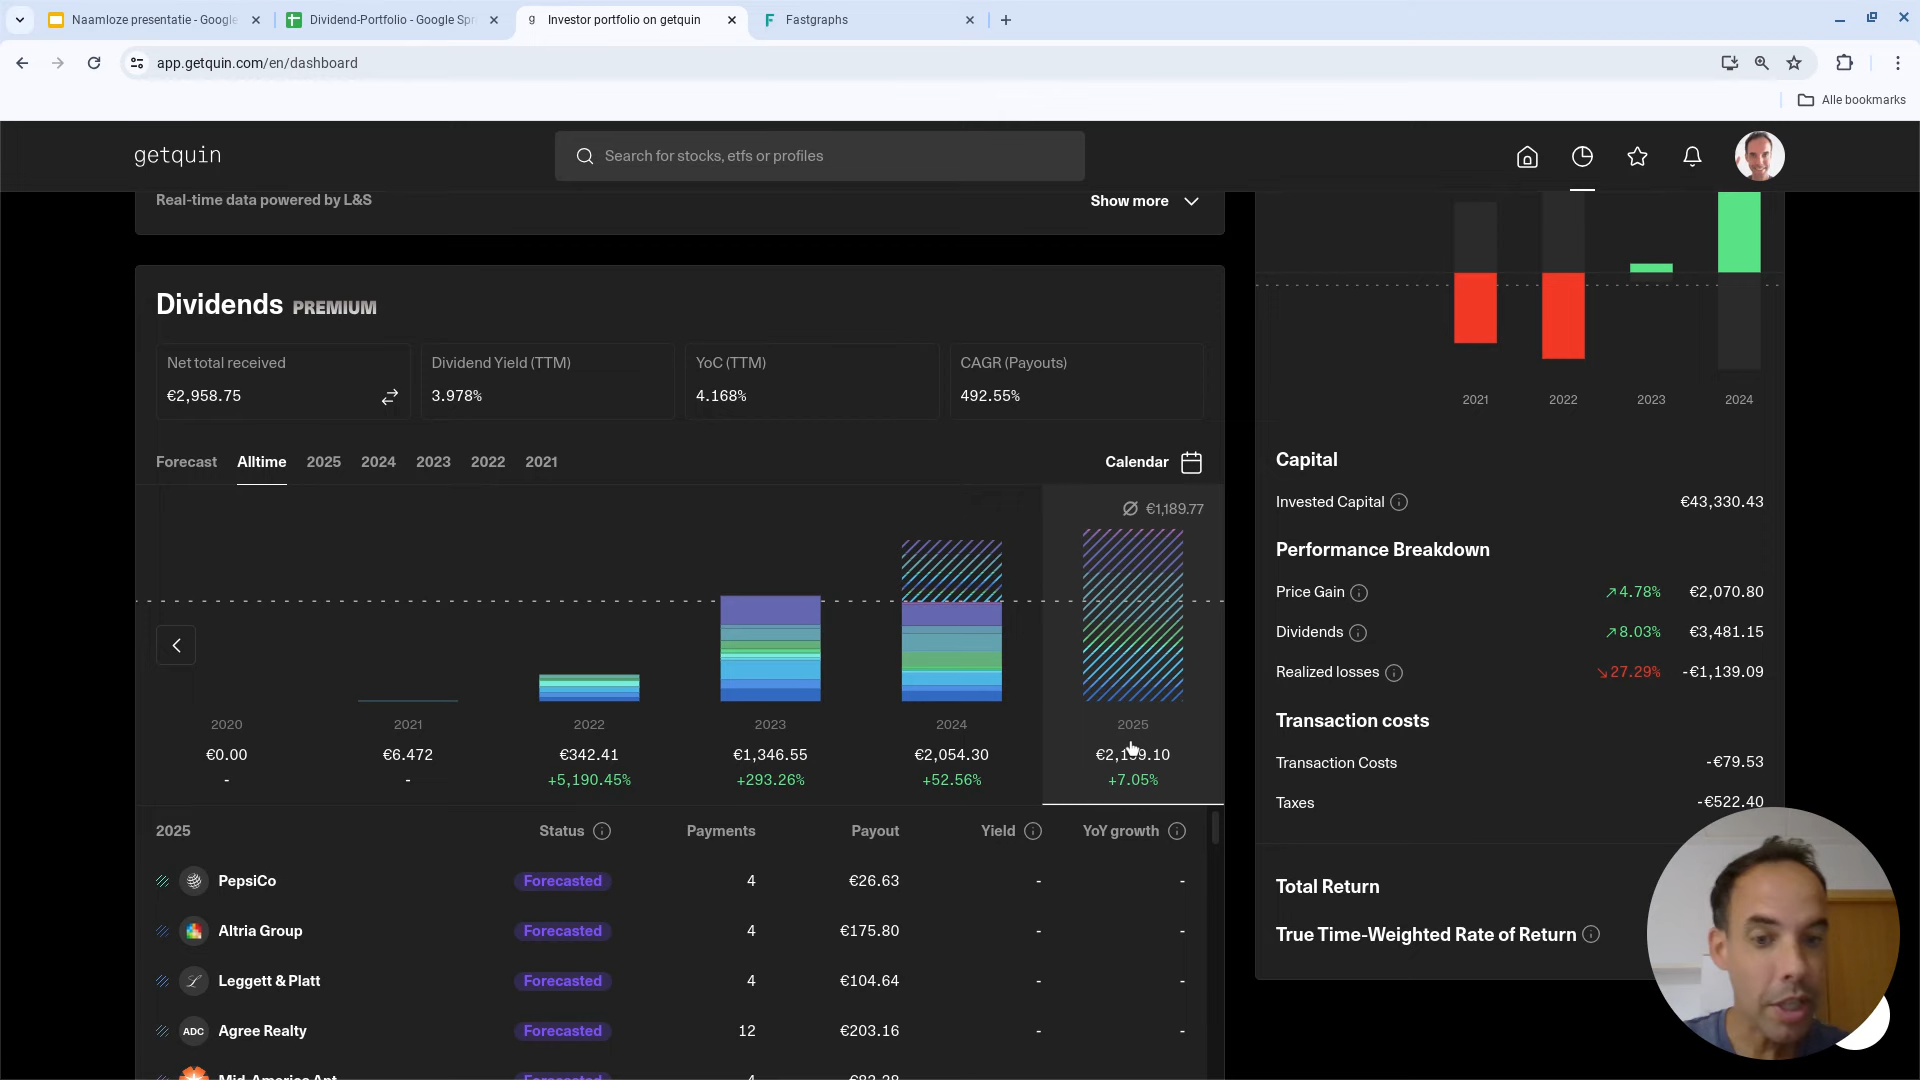 Naamloze presentatie - Google
Dividend-Portfolio - Google Spr
g Investor portfolio on getquin
Fastgraphs
app.getquin.com/en/dashboard
Alle bookmarks
getquin
Search for stocks, etfs or profiles
Real-time data powered by L&S
Show more
Dividends PREMIUM
Net total received
€2,958.75
Dividend Yield (TTM)
3.978%
YoC (TTM)
4.168%
CAGR (Payouts)
492.55%
Forecast Alltime 2025 2024 2023 2022 2021
Calendar
Ø €1,189.77
2020 2021 2022 2023 2024 2025
€0.00 €6.472 €342.41 €1,346.55 €2,054.30
- - +5,190.45% +293.26% +52.56% +7.05%
2025 Status Payments Payout Yield YoY growth
PepsiCo Forecasted 4 €26.63 - -
Altria Group Forecasted 4 €175.80 - -
Leggett & Platt Forecasted 4 €104.64 - -
ADC Agree Realty Forecasted 12 €203.16 - -
2021 2022 2023 2024
Capital
Invested Capital €43,330.43
Performance Breakdown
Price Gain 4.78% €2,070.80
Dividends 8.03% €3,481.15
Realized losses 27.29% -€1,139.09
Transaction costs
Transaction Costs -€79.53
Taxes -€522.40
Total Return
True Time-Weighted Rate of Return